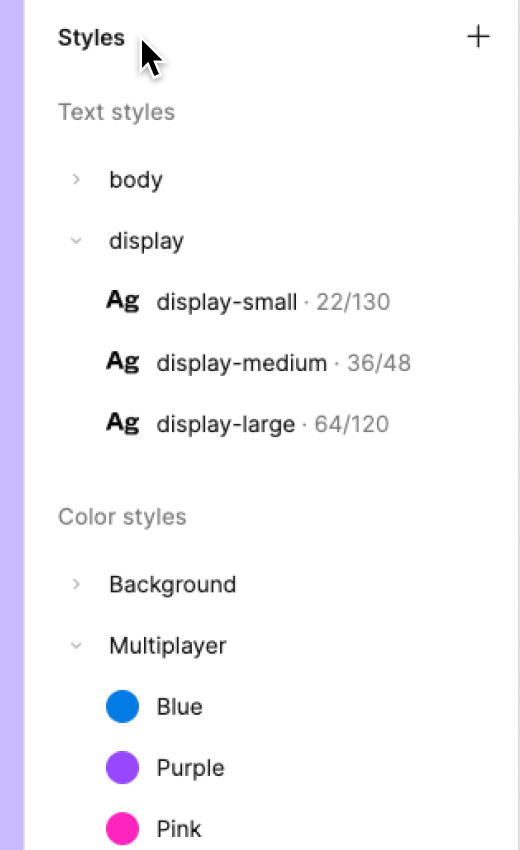 Styles
Text styles
body
display
Ag display-small · 22/130
Ag display-medium · 36/48
Ag display-large · 64/120
Color styles
Background
Multiplayer
Blue
Purple
Pink